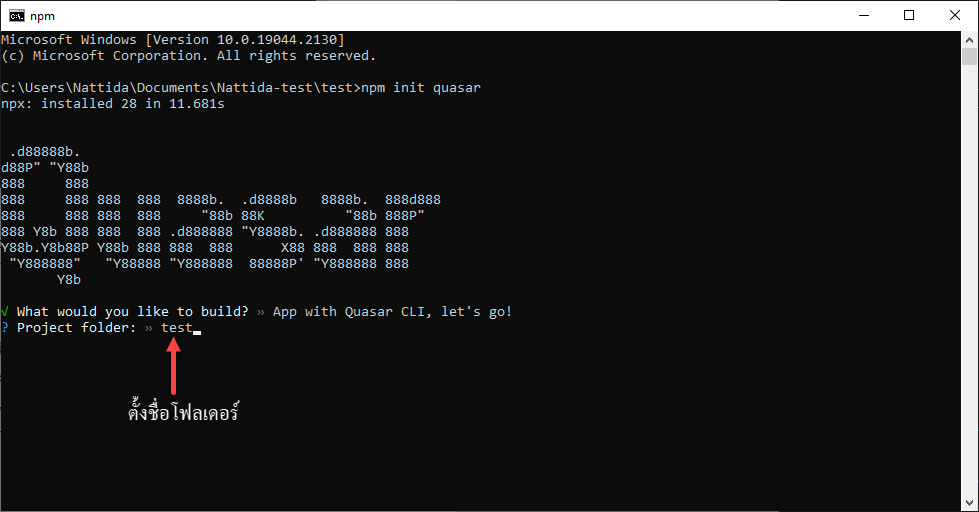 npm
Microsoft Windows [Version 10.0.19044.2130]
(c) Microsoft Corporation. All rights reserved.
C:\Users\Nattida\Documents\Nattida-test\test>npm init quasar
npx: installed 28 in 11.681s
 .d88888b.
d88P" "Y88b
888     888
888     888 888  888  8888b.  .d8888b   8888b.  888d888
888     888 888  888     "88b 88K          "88b 888P"
888 Y8b 888 888  888 .d888888 "Y8888b. .d888888 888
Y88b.Y8b88P Y88b 888 888  888      X88 888  888 888
 "Y888888"   "Y88888 "Y888888  88888P' "Y888888 888
       Y8b
√ What would you like to build? » App with Quasar CLI, let's go!
? Project folder: » test
ตั้งชื่อโฟลเดอร์